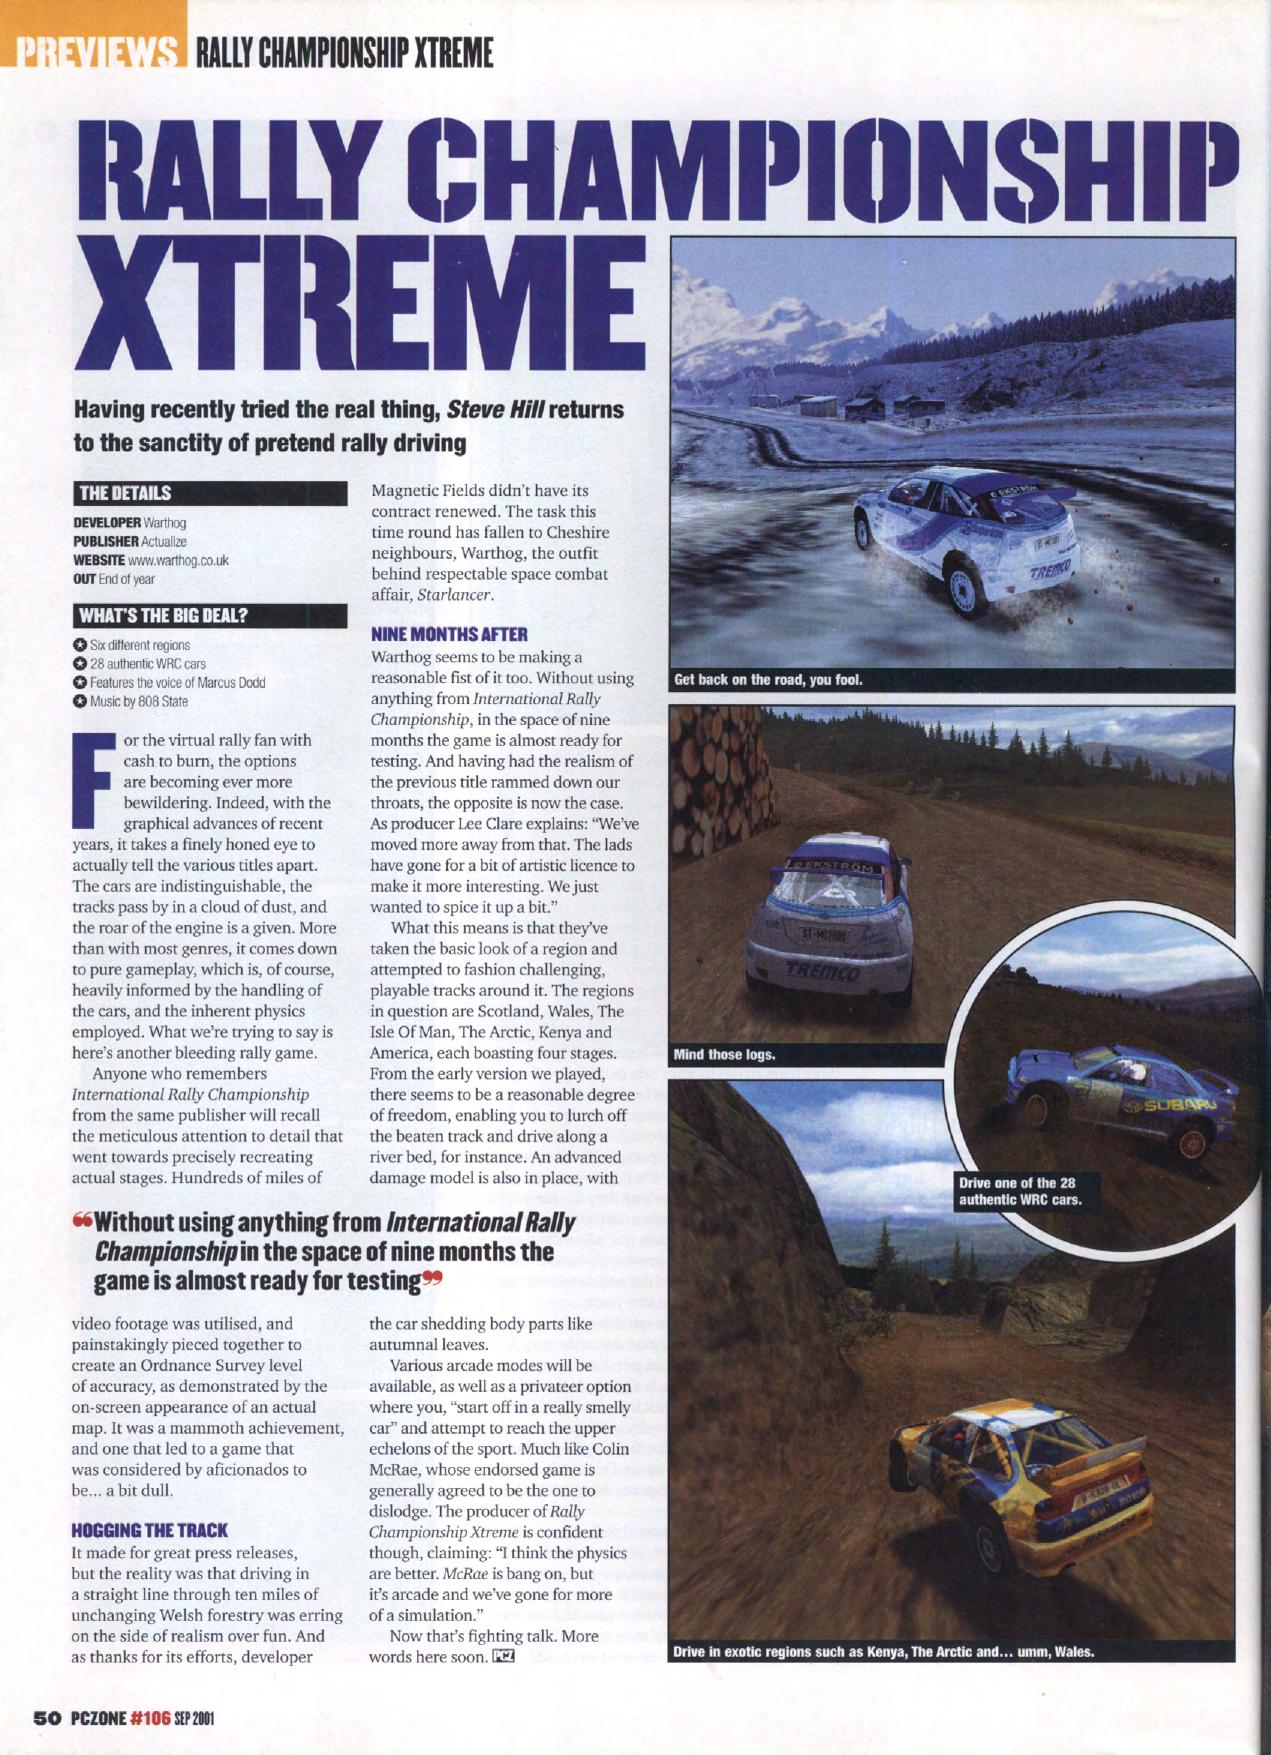 PREVIEWS RALLY CHAMPIONSHIP XTREME
RALLY CHAMPIONSHIP
XTREME
Having recently tried the real thing, Steve Hill returns
to the sanctity of pretend rally driving
THE DETAILS
DEVELOPER Warthog
PUBLISHER Actualize
WEBSITE www.warthog.co.uk
OUT End of year
WHAT'S THE BIG DEAL?
Six different regions
28 authentic WRC cars
Features the voice of Marcus Dodd
Music by 808 State
For the virtual rally fan with
cash to burn, the options
are becoming ever more
bewildering. Indeed, with the
graphical advances of recent
years, it takes a finely honed eye to
actually tell the various titles apart.
The cars are indistinguishable, the
tracks pass by in a cloud of dust, and
the roar of the engine is a given. More
than with most genres, it comes down
to pure gameplay, which is, of course,
heavily informed by the handling of
the cars, and the inherent physics
employed. What we're trying to say is
here's another bleeding rally game.
Anyone who remembers
International Rally Championship
from the same publisher will recall
the meticulous attention to detail that
went towards precisely recreating
actual stages. Hundreds of miles of
video footage was utilised, and
painstakingly pieced together to
create an Ordnance Survey level
of accuracy, as demonstrated by the
on-screen appearance of an actual
map. It was a mammoth achievement,
and one that led to a game that
was considered by aficionados to
be... a bit dull.
HOGGING THE TRACK
It made for great press releases,
but the reality was that driving in
a straight line through ten miles of
unchanging Welsh forestry was erring
on the side of realism over fun. And
as thanks for its efforts, developer
Magnetic Fields didn't have its
contract renewed. The task this
time round has fallen to Cheshire
neighbours, Warthog, the outfit
behind respectable space combat
affair, Starlancer.
NINE MONTHS AFTER
Warthog seems to be making a
reasonable fist of it too. Without using
anything from International Rally
Championship, in the space of nine
months the game is almost ready for
testing. And having had the realism of
the previous title rammed down our
throats, the opposite is now the case.
As producer Lee Clare explains: “We've
moved more away from that. The lads
have gone for a bit of artistic licence to
make it more interesting. We just
wanted to spice it up a bit.”
What this means is that they've
taken the basic look of a region and
attempted to fashion challenging,
playable tracks around it. The regions
in question are Scotland, Wales, The
Isle Of Man, The Arctic, Kenya and
America, each boasting four stages.
From the early version we played,
there seems to be a reasonable degree
of freedom, enabling you to lurch off
the beaten track and drive along a
river bed, for instance. An advanced
damage model is also in place, with
the car shedding body parts like
autumnal leaves.
Various arcade modes will be
available, as well as a privateer option
where you, “start off in a really smelly
car” and attempt to reach the upper
echelons of the sport. Much like Colin
McRae, whose endorsed game is
generally agreed to be the one to
dislodge. The producer of Rally
Championship Xtreme is confident
though, claiming: “I think the physics
are better. McRae is bang on, but
it's arcade and we've gone for more
of a simulation.”
Now that's fighting talk. More
words here soon. PCZ
“Without using anything from International Rally
Championship in the space of nine months the
game is almost ready for testing”
EKSTRÖM
ST-MOTORS
TREMCO
Get back on the road, you fool.
EKSTRÖM
ST-MOTORS
TREMCO
Mind those logs.
SUBARU
Drive one of the 28
authentic WRC cars.
Drive in exotic regions such as Kenya, The Arctic and... umm, Wales.
50 PCZONE #106 SEP 2001